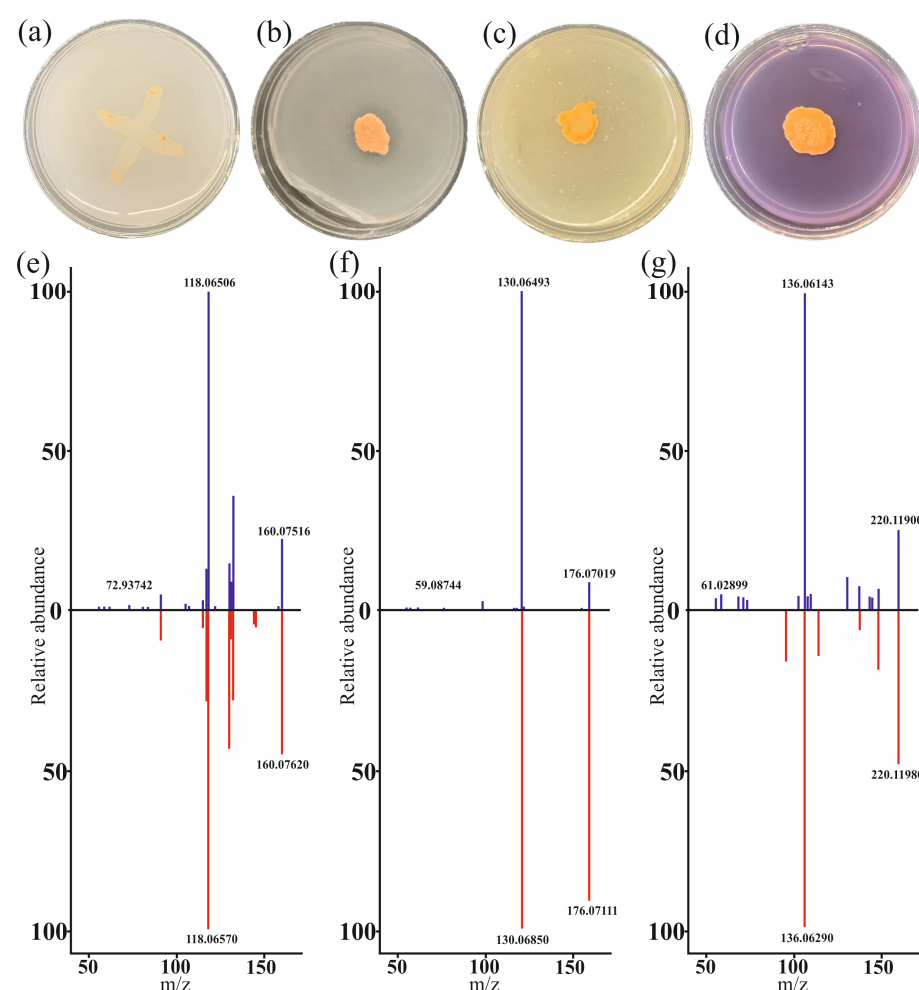 (a) (b) (c) (d)
(e) (f) (g)
118.06506 130.06493 136.06143
100 100 100
50 50 50
160.07516 176.07019 220.1190
72.93742 59.08744 61.02899
0 0 0
Relative abundance Relative abundance Relative abundance
50 50 50
160.07620 176.07111 220.1198
100 100 100
118.06570 130.06850 136.06290
50 100 150 50 100 150 50 100 150
m/z m/z m/z